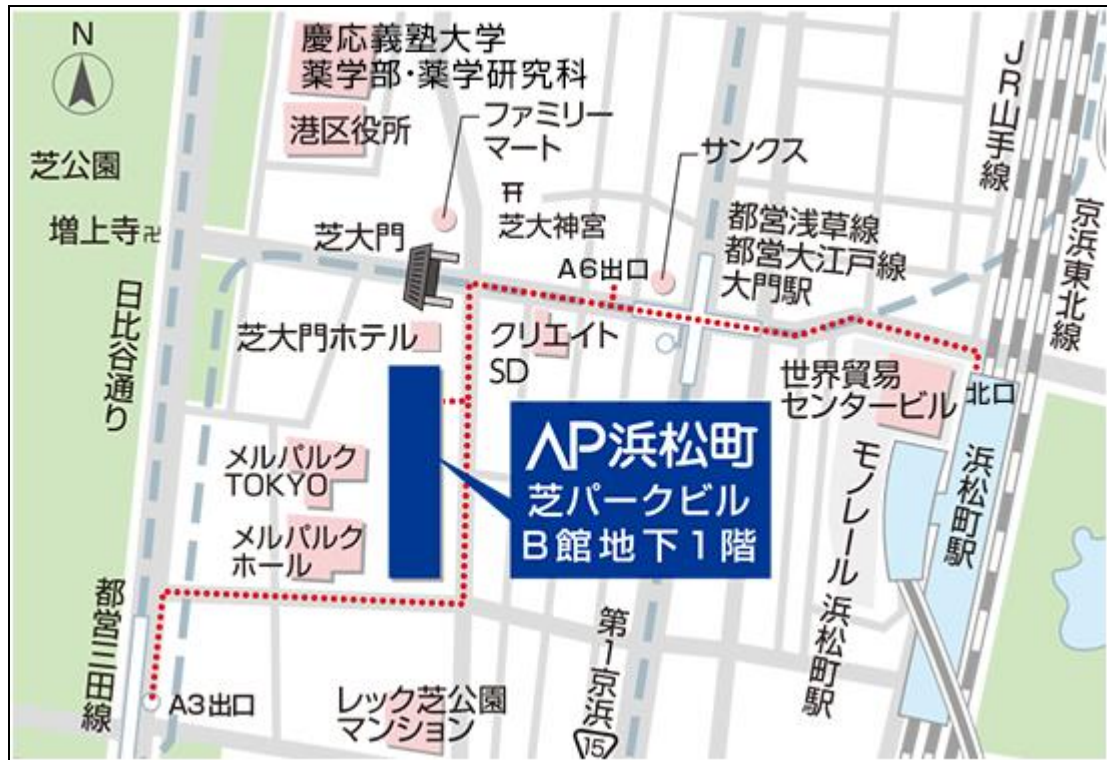 N
慶応義塾大学
薬学部・薬学研究科
港区役所
ファミリー
マート
サンクス
JR山手線
芝公園
増上寺卍
芝大神宮
芝大門
A6出口
都営浅草線
都営大江戸線
大門駅
京浜東北線
日比谷通り
芝大門ホテル
クリエイト
SD
世界貿易
センタービル
北口
AP浜松町
芝パークビル
B館地下1階
メルパルク
TOKYO
メルパルク
ホール
モノレール浜松町駅
浜松町駅
都営三田線
A3出口
レック芝公園
マンション
第1京浜
15